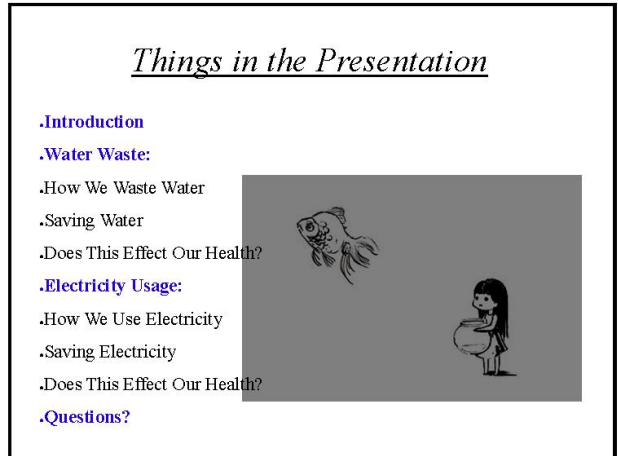 Things in the Presentation
.Introduction
.Water Waste:
.How We Waste Water
.Saving Water
.Does This Effect Our Health?
.Electricity Usage:
.How We Use Electricity
.Saving Electricity
.Does This Effect Our Health?
.Questions?